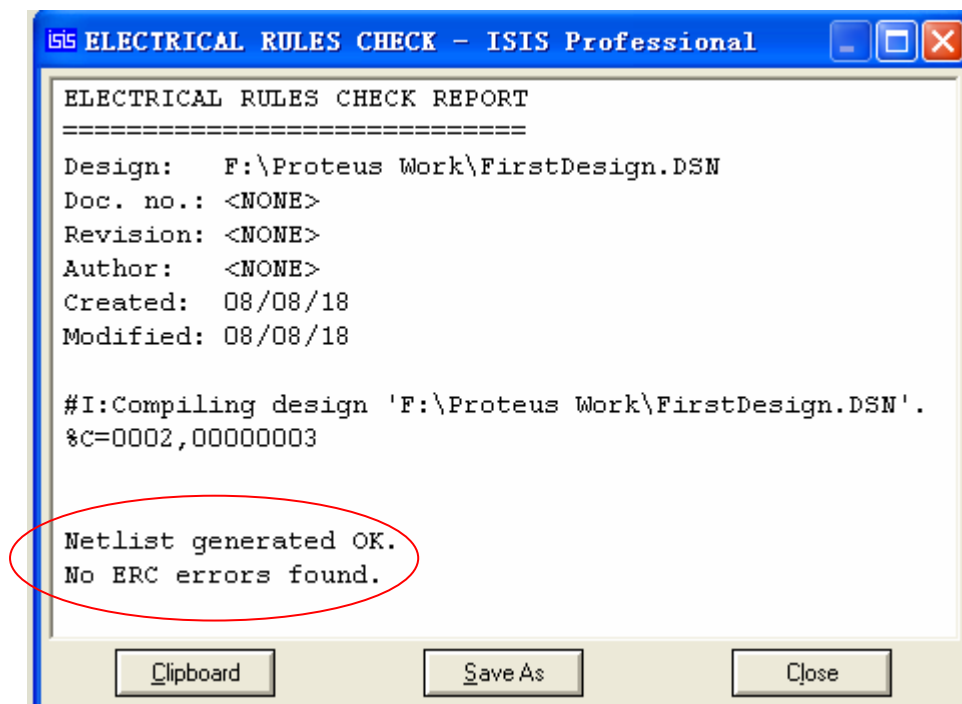 isis ELECTRICAL RULES CHECK - ISIS Professional
ELECTRICAL RULES CHECK REPORT
=============================
Design:   F:\Proteus Work\FirstDesign.DSN
Doc. no.: <NONE>
Revision: <NONE>
Author:   <NONE>
Created:  08/08/18
Modified: 08/08/18
#I:Compiling design 'F:\Proteus Work\FirstDesign.DSN'.
%C=0002,00000003
Netlist generated OK.
No ERC errors found.
Clipboard
Save As
Close